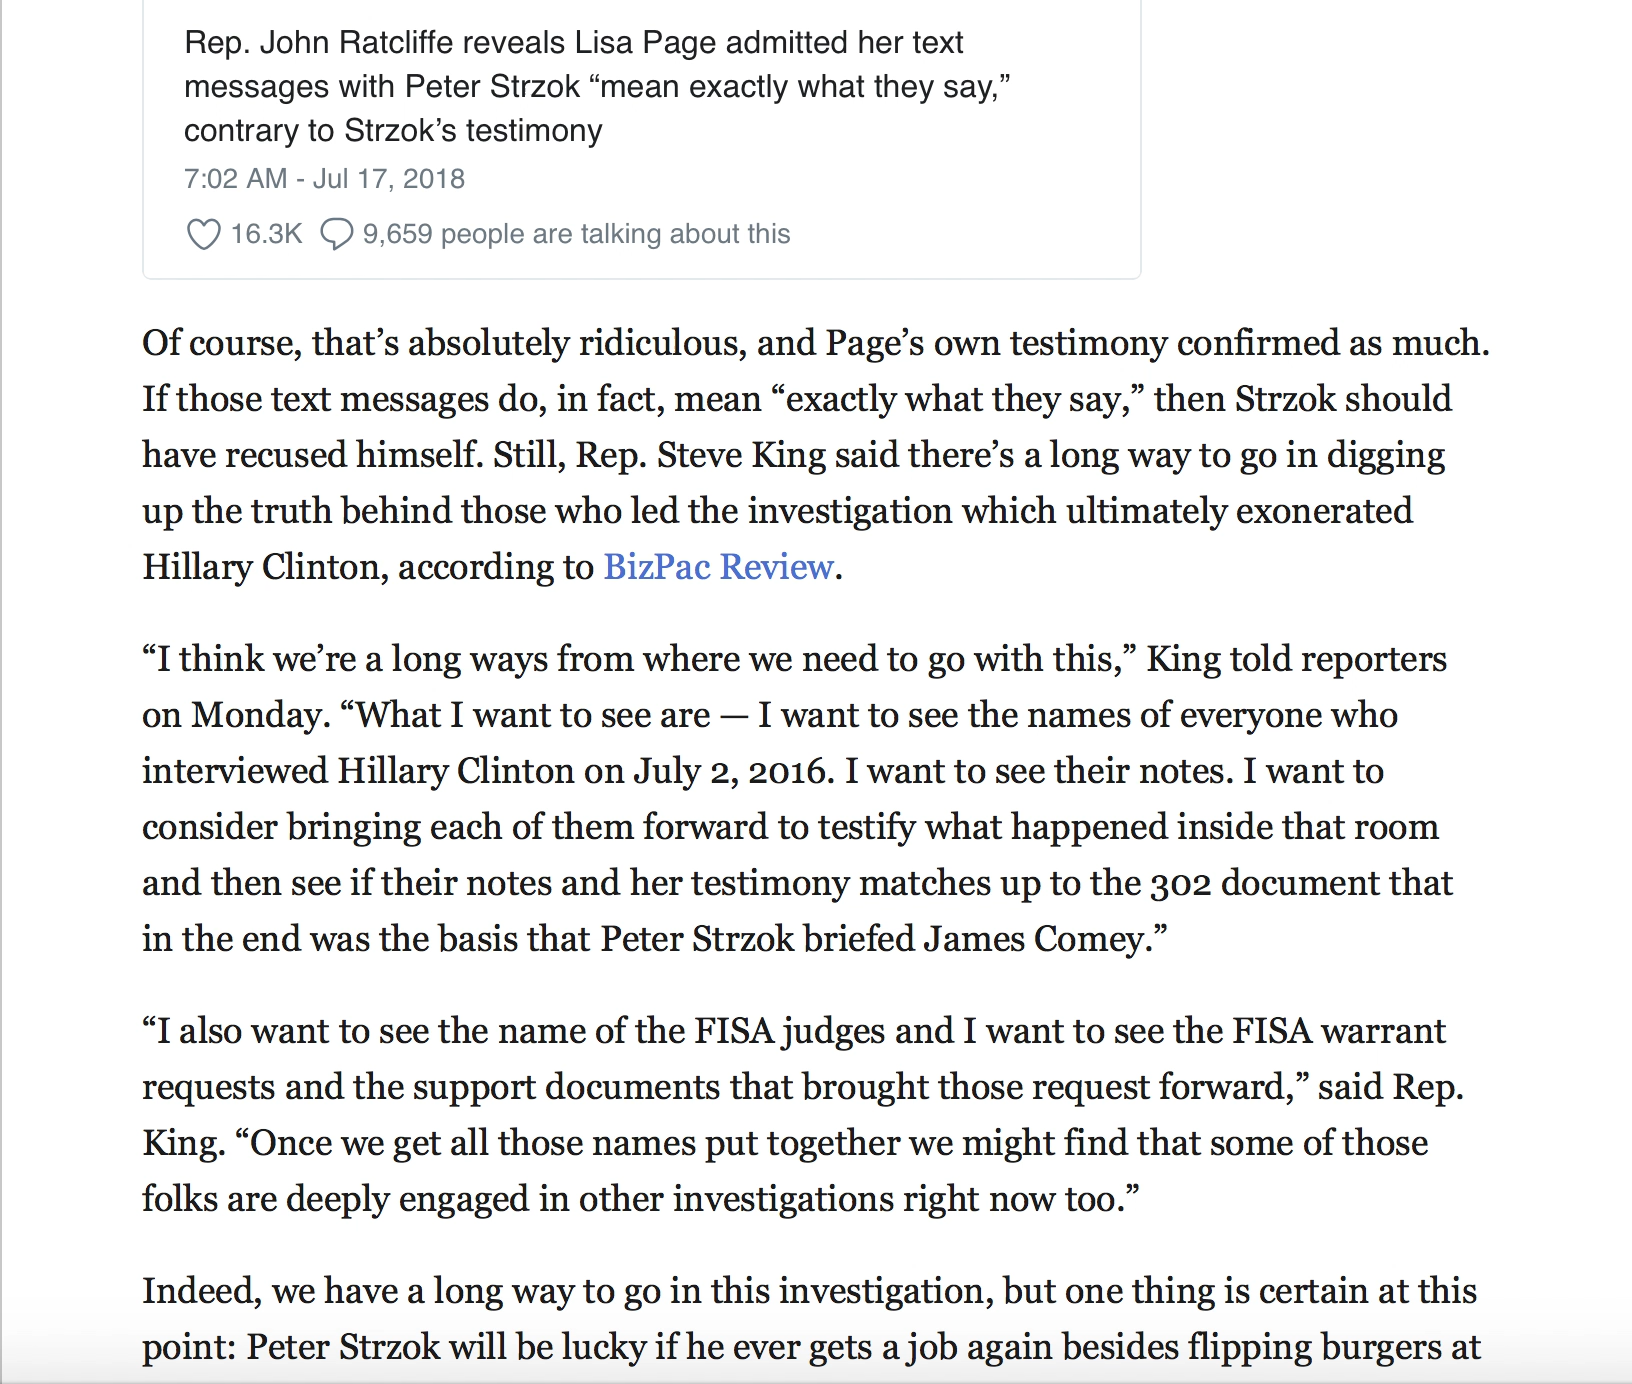 Rep. John Ratcliffe reveals Lisa Page admitted her text
messages with Peter Strzok “mean exactly what they say,”
contrary to Strzok’s testimony
7:02 AM - Jul 17, 2018
16.3K 9,659 people are talking about this
Of course, that’s absolutely ridiculous, and Page’s own testimony confirmed as much.
If those text messages do, in fact, mean “exactly what they say,” then Strzok should
have recused himself. Still, Rep. Steve King said there’s a long way to go in digging
up the truth behind those who led the investigation which ultimately exonerated
Hillary Clinton, according to BizPac Review.
“I think we’re a long ways from where we need to go with this,” King told reporters
on Monday. “What I want to see are — I want to see the names of everyone who
interviewed Hillary Clinton on July 2, 2016. I want to see their notes. I want to
consider bringing each of them forward to testify what happened inside that room
and then see if their notes and her testimony matches up to the 302 document that
in the end was the basis that Peter Strzok briefed James Comey.”
“I also want to see the name of the FISA judges and I want to see the FISA warrant
requests and the support documents that brought those request forward,” said Rep.
King. “Once we get all those names put together we might find that some of those
folks are deeply engaged in other investigations right now too.”
Indeed, we have a long way to go in this investigation, but one thing is certain at this
point: Peter Strzok will be lucky if he ever gets a job again besides flipping burgers at